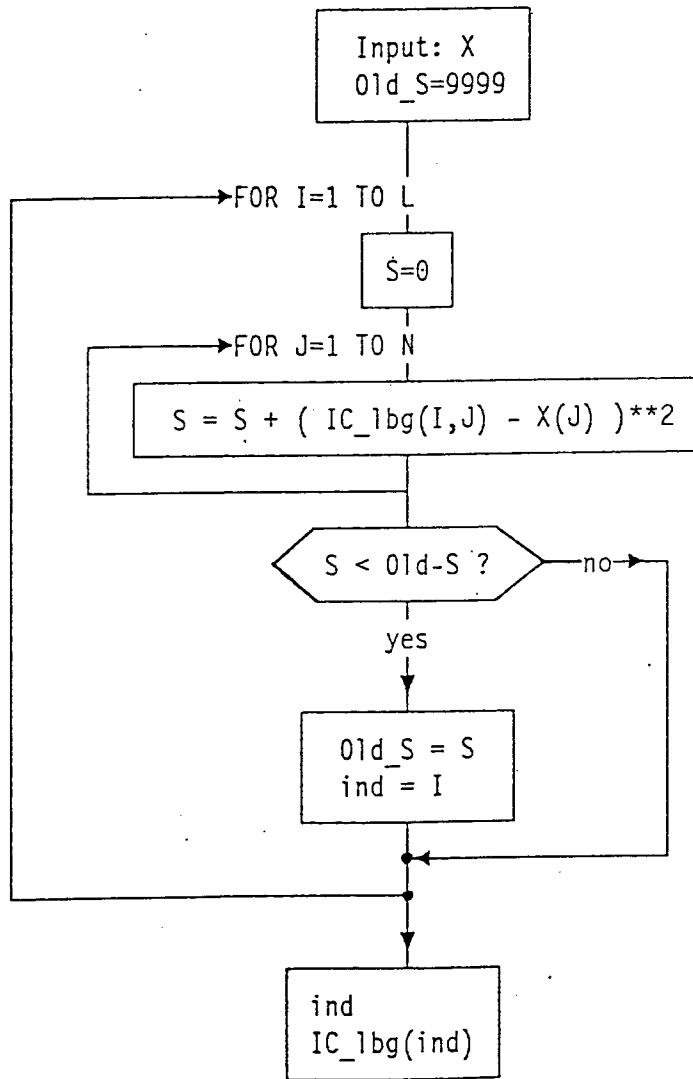 Input: X
Old_S=9999
FOR I=1 TO L
S=0
FOR J=1 TO N
S = S + ( IC_lbg(I,J) - X(J) )**2
S < Old-S ?
no
yes
Old_S = S
ind = I
ind
IC_lbg(ind)